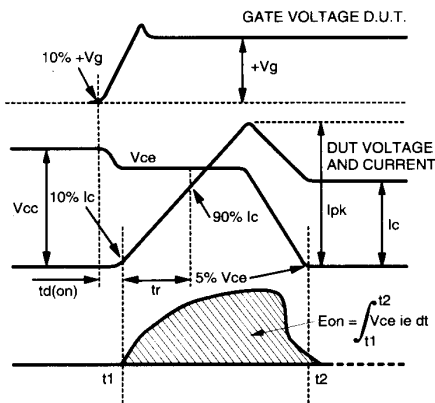 GATE VOLTAGE D.U.T.
10% +Vg
+Vg
Vce
DUT VOLTAGE
AND CURRENT
Vcc
10% Ic
90% Ic
Ipk
Ic
td(on)
tr
5% Vce
Eon = ∫ Vce ie dt
t2
t1
t1
t2